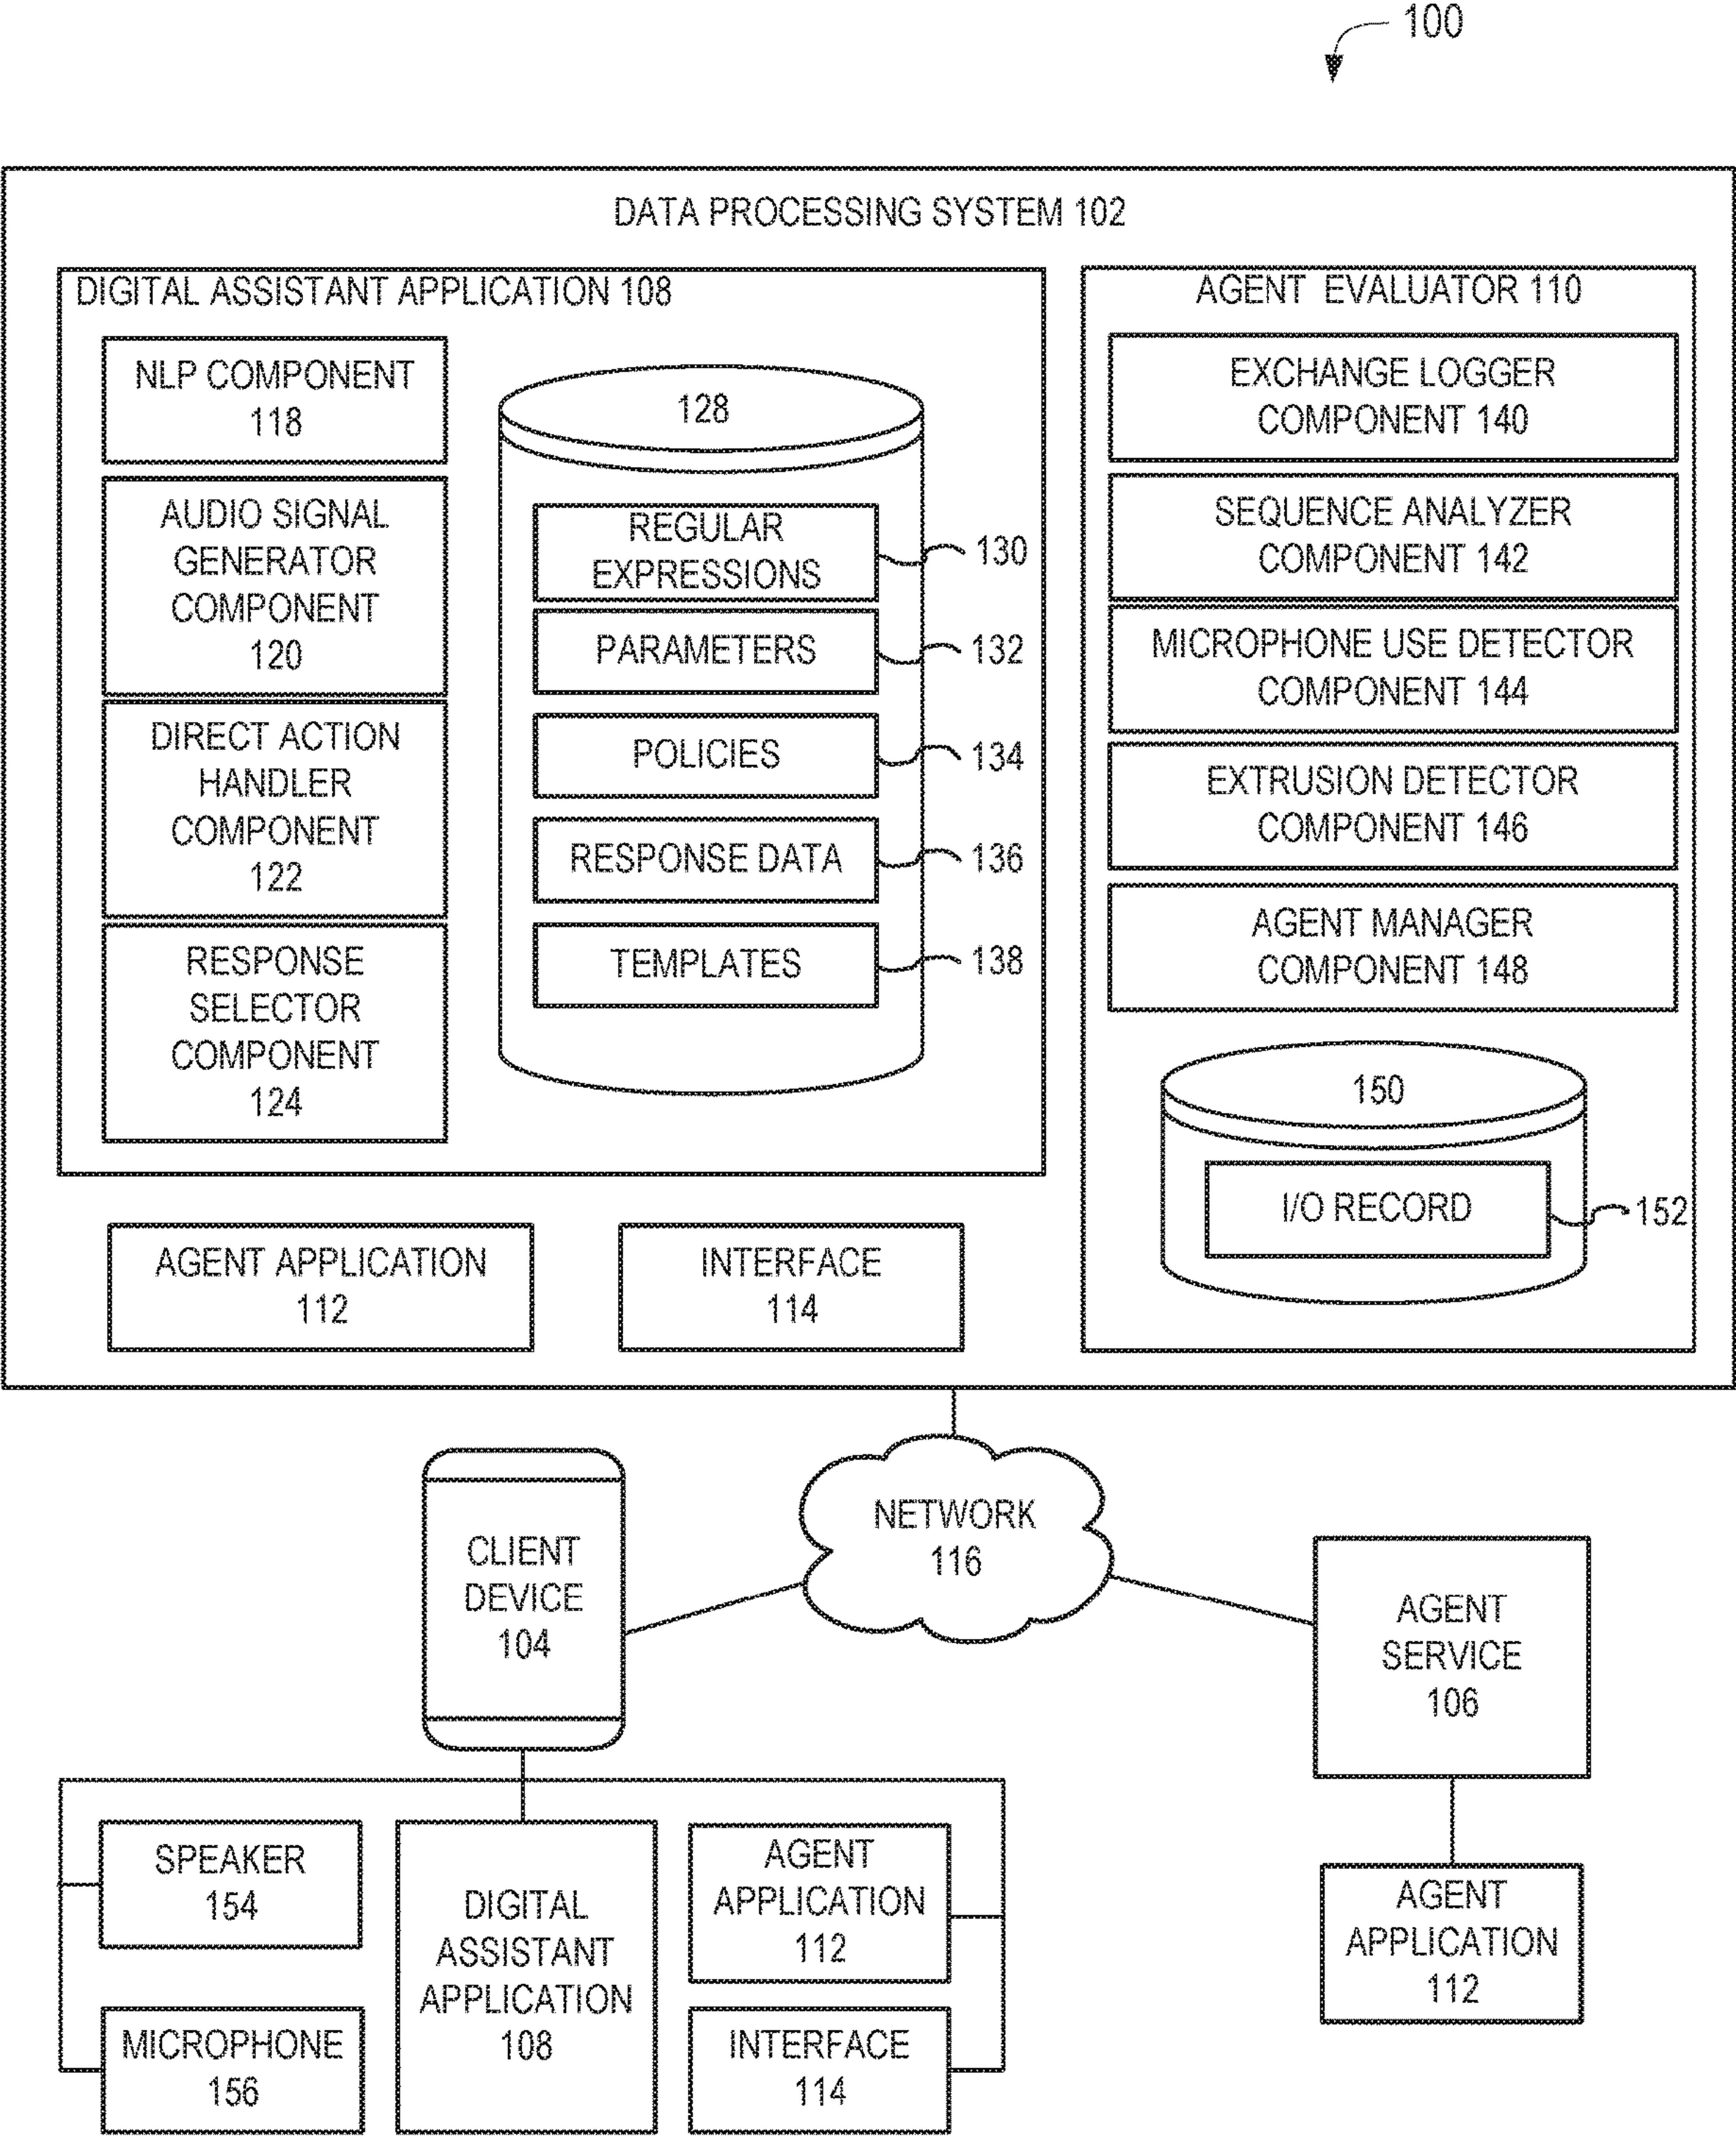 100
DATA PROCESSING SYSTEM 102
DIGITAL ASSISTANT APPLICATION 108
NLP COMPONENT
118
AUDIO SIGNAL
GENERATOR
COMPONENT
120
DIRECT ACTION
HANDLER
COMPONENT
122
RESPONSE
SELECTOR
COMPONENT
124
128
REGULAR
EXPRESSIONS
130
PARAMETERS
132
POLICIES
134
RESPONSE DATA
136
TEMPLATES
138
AGENT EVALUATOR 110
EXCHANGE LOGGER
COMPONENT 140
SEQUENCE ANALYZER
COMPONENT 142
MICROPHONE USE DETECTOR
COMPONENT 144
EXTRUSION DETECTOR
COMPONENT 146
AGENT MANAGER
COMPONENT 148
150
I/O RECORD
152
AGENT APPLICATION
112
INTERFACE
114
NETWORK
116
CLIENT
DEVICE
104
AGENT
SERVICE
106
SPEAKER
154
MICROPHONE
156
DIGITAL
ASSISTANT
APPLICATION
108
AGENT
APPLICATION
112
INTERFACE
114
AGENT
APPLICATION
112